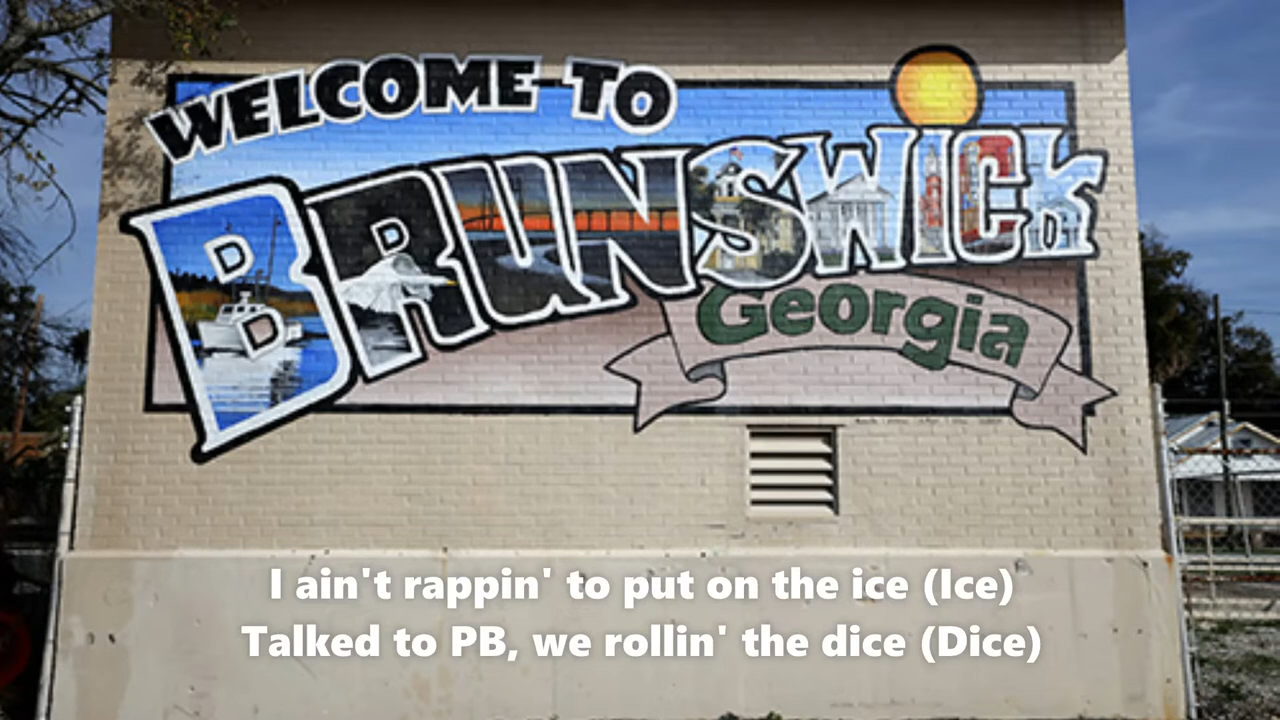 WELCOME TO
BRUNSWICK
Georgia
I ain't rappin' to put on the ice (Ice)
Talked to PB, we rollin' the dice (Dice)